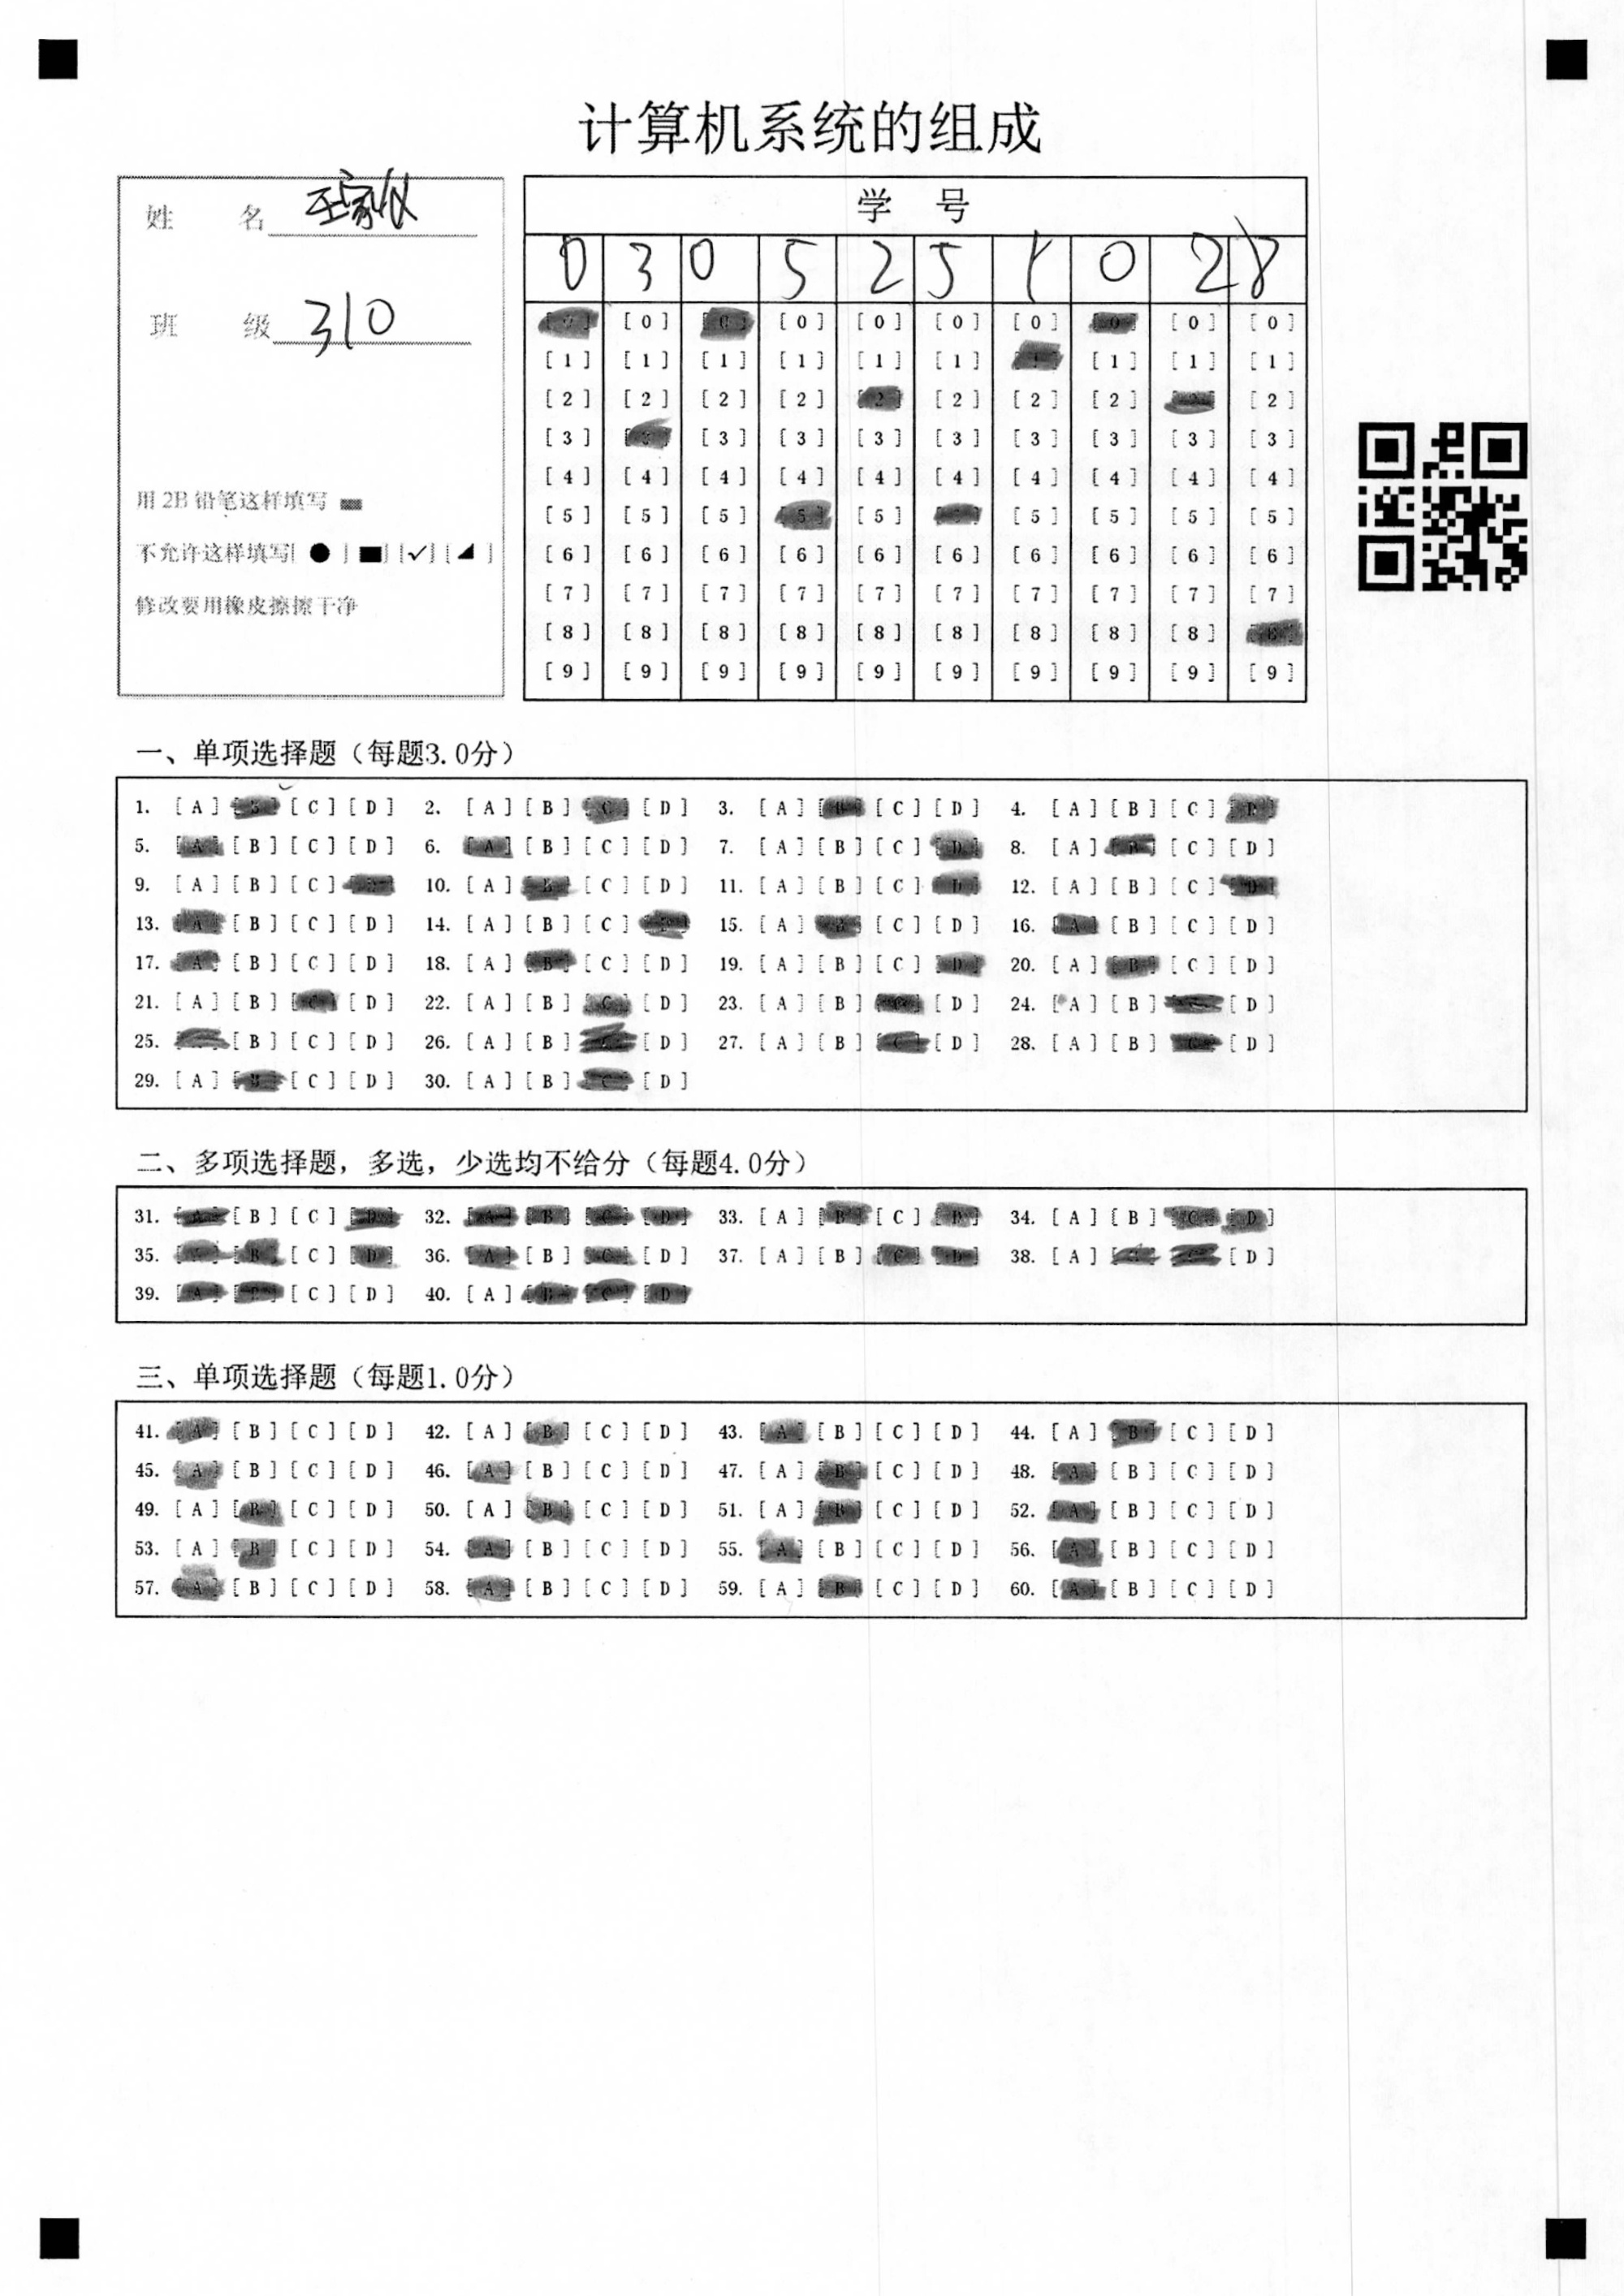 计算机系统的组成
姓 名 王家仪
班 级 310
用 2B 铅笔这样填写
不允许这样填写[ ● ] [■] [✓] [◢ ]
修改要用橡皮擦擦干净
学 号
0 3 0 5 2 5 1 0 2 8
[0] [0] [0] [0] [0] [0] [0] [0]
[1] [1] [1] [1] [1] [1] [1] [1] [1] [1]
[2] [2] [2] [2] [2] [2] [2] [2] [2]
[3] [3] [3] [3] [3] [3] [3] [3] [3]
[4] [4] [4] [4] [4] [4] [4] [4] [4] [4]
[5] [5] [5] [5] [5] [5] [5] [5] [5]
[6] [6] [6] [6] [6] [6] [6] [6] [6] [6]
[7] [7] [7] [7] [7] [7] [7] [7] [7] [7]
[8] [8] [8] [8] [8] [8] [8] [8] [8] [8]
[9] [9] [9] [9] [9] [9] [9] [9] [9] [9]
一、单项选择题（每题3.0分）
1. [A] [B] [C] [D] 2. [A] [B] [C] [D] 3. [A] [B] [C] [D] 4. [A] [B] [C] [D]
5. [A] [B] [C] [D] 6. [A] [B] [C] [D] 7. [A] [B] [C] [D] 8. [A] [B] [C] [D]
9. [A] [B] [C] [D] 10. [A] [B] [C] [D] 11. [A] [B] [C] [D] 12. [A] [B] [C] [D]
13. [A] [B] [C] [D] 14. [A] [B] [C] [D] 15. [A] [B] [C] [D] 16. [A] [B] [C] [D]
17. [A] [B] [C] [D] 18. [A] [B] [C] [D] 19. [A] [B] [C] [D] 20. [A] [B] [C] [D]
21. [A] [B] [C] [D] 22. [A] [B] [C] [D] 23. [A] [B] [C] [D] 24. [A] [B] [D]
25. [B] [C] [D] 26. [A] [B] [C] [D] 27. [A] [B] [C] [D] 28. [A] [B] [C] [D]
29. [A] [B] [C] [D] 30. [A] [B] [C] [D]
二、多项选择题，多选，少选均不给分（每题4.0分）
31. [A] [B] [C] [D] 32. [A] [B] [C] [D] 33. [A] [B] [C] [D] 34. [A] [B] [C] [D]
35. [A] [B] [C] [D] 36. [A] [B] [C] [D] 37. [A] [B] [C] [D] 38. [A] [B] [C] [D]
39. [A] [B] [C] [D] 40. [A] [B] [C] [D]
三、单项选择题（每题1.0分）
41. [A] [B] [C] [D] 42. [A] [B] [C] [D] 43. [A] [B] [C] [D] 44. [A] [B] [C] [D]
45. [A] [B] [C] [D] 46. [A] [B] [C] [D] 47. [A] [B] [C] [D] 48. [A] [B] [C] [D]
49. [A] [B] [C] [D] 50. [A] [B] [C] [D] 51. [A] [B] [C] [D] 52. [A] [B] [C] [D]
53. [A] [B] [C] [D] 54. [A] [B] [C] [D] 55. [A] [B] [C] [D] 56. [A] [B] [C] [D]
57. [A] [B] [C] [D] 58. [A] [B] [C] [D] 59. [A] [B] [C] [D] 60. [A] [B] [C] [D]